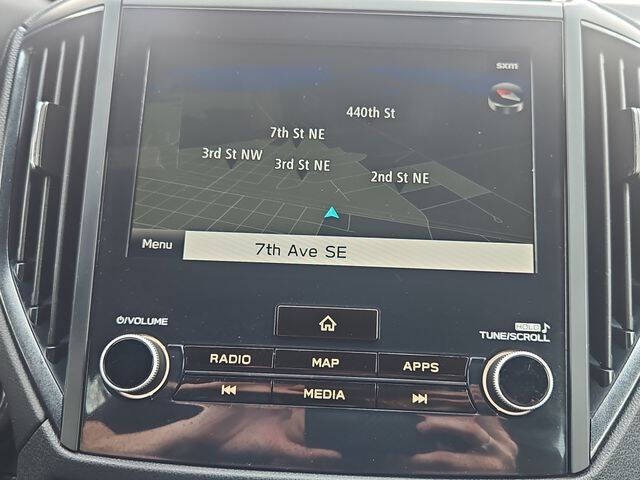 sxm
440th St
7th St NE
3rd St NW
3rd St NE
2nd St NE
Menu
7th Ave SE
VOLUME
HOLD
TUNE/SCROLL
RADIO
MAP
APPS
MEDIA